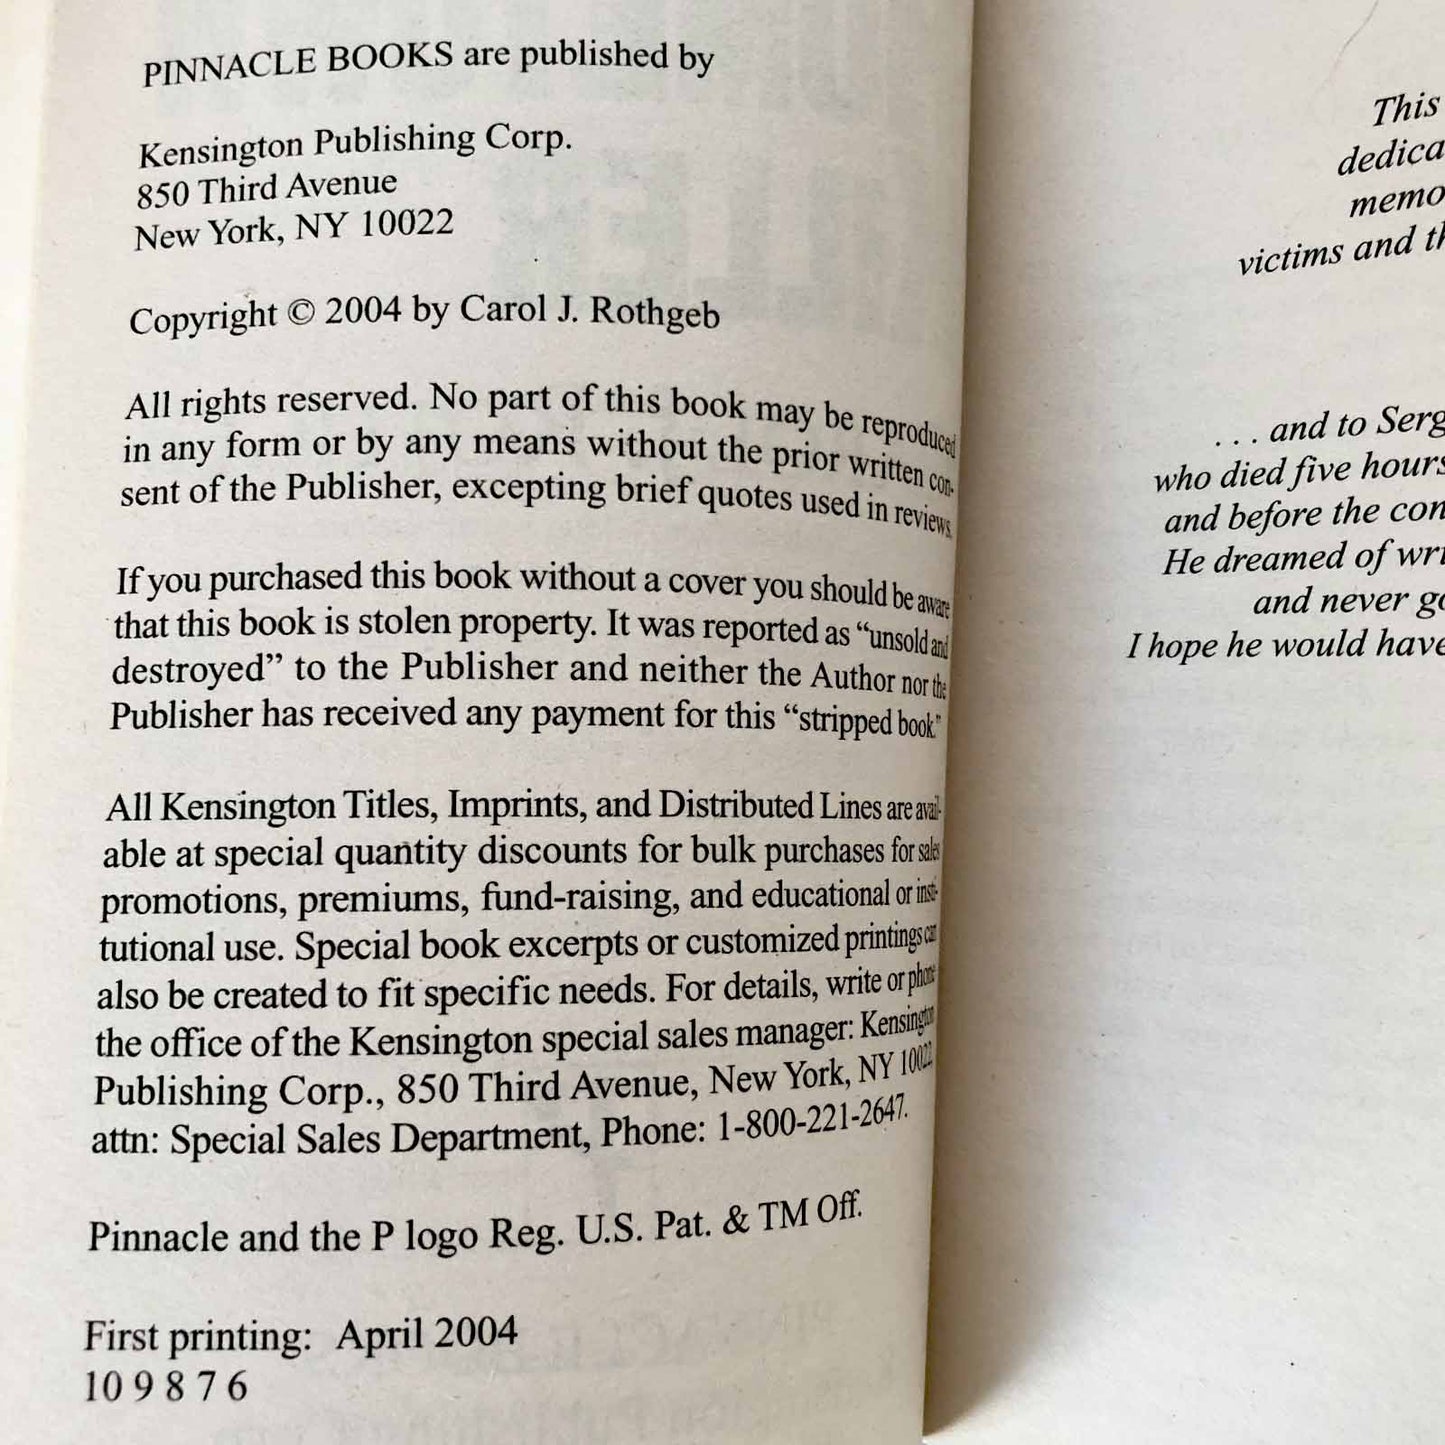 PINNACLE BOOKS are published by
Kensington Publishing Corp.
850 Third Avenue
New York, NY 10022
Copyright © 2004 by Carol J. Rothgeb
All rights reserved. No part of this book may be reproduced
in any form or by any means without the prior written con-
sent of the Publisher, excepting brief quotes used in reviews.
If you purchased this book without a cover you should be aware
that this book is stolen property. It was reported as “unsold and
destroyed” to the Publisher and neither the Author nor the
Publisher has received any payment for this “stripped book.”
All Kensington Titles, Imprints, and Distributed Lines are avail-
able at special quantity discounts for bulk purchases for sales
promotions, premiums, fund-raising, and educational or insti-
tutional use. Special book excerpts or customized printings can
also be created to fit specific needs. For details, write or phone
the office of the Kensington special sales manager: Kensington
Publishing Corp., 850 Third Avenue, New York, NY 10022
attn: Special Sales Department, Phone: 1-800-221-2647.
Pinnacle and the P logo Reg. U.S. Pat. & TM Off.
First printing: April 2004
10 9 8 7 6
This
dedica
memo
victims and th
. . . and to Serg
who died five hours
and before the con
He dreamed of wri
and never go
I hope he would have